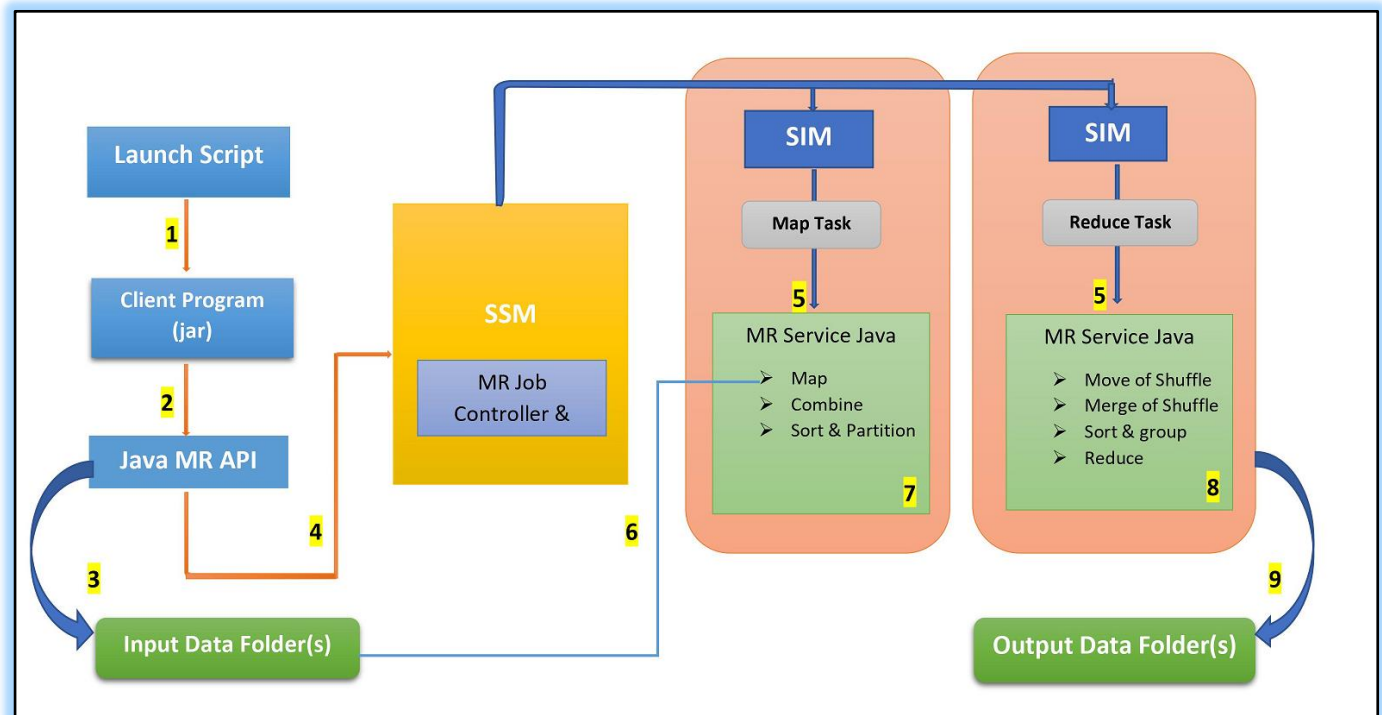 Launch Script
1
Client Program
(jar)
2
Java MR API
3
4
Input Data Folder(s)
SSM
MR Job
Controller &
6
SIM
Map Task
5
MR Service Java
➢ Map
➢ Combine
➢ Sort & Partition
7
SIM
Reduce Task
5
MR Service Java
➢ Move of Shuffle
➢ Merge of Shuffle
➢ Sort & group
➢ Reduce
8
9
Output Data Folder(s)